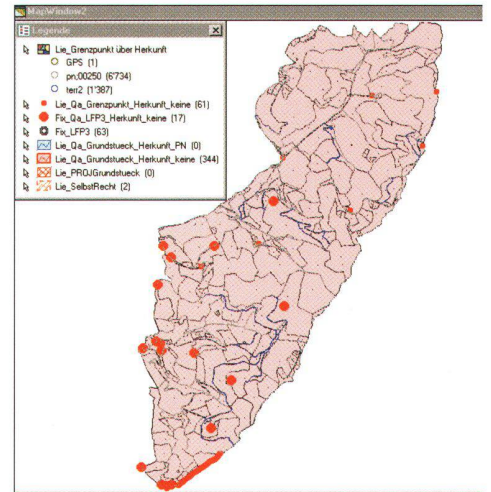 MapWindow2
Legende
Lie_Grenzpunkt über Herkunft
GPS (1)
pn;00250 (6'734)
terr2 (1'387)
Lie_Qa_Grenzpunkt_Herkunft_keine (61)
Fix_Qa_LFP3_Herkunft_keine (17)
Fix_LFP3 (63)
Lie_Qa_Grundstueck_Herkunft_PN (0)
Lie_Qa_Grundstueck_Herkunft_keine (344)
Lie_PROJGrundstueck (0)
Lie_SelbstRecht (2)